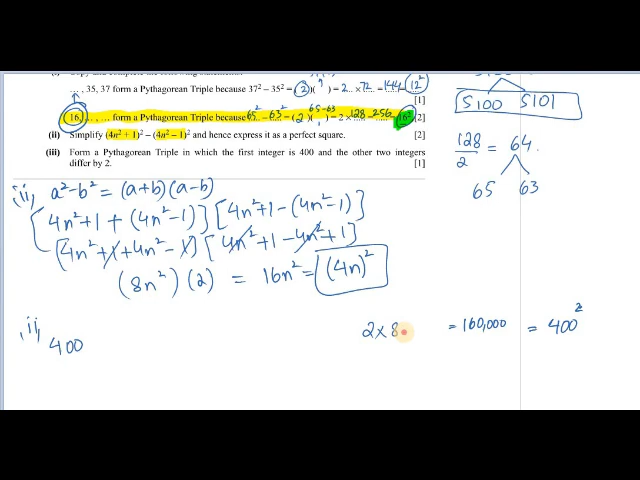 ... , 35, 37 form a Pythagorean Triple because 37² – 35² = (2)( ) = 2 .. × 72 ... = 144 = 12²
[1]
16, ... , ... form a Pythagorean Triple because 65² – 63² = (2)( ) = 2 × 128 = 256 16² [2]
65-63
(ii) Simplify (4n² + 1)² – (4n² – 1)² and hence express it as a perfect square. [2]
(iii) Form a Pythagorean Triple in which the first integer is 400 and the other two integers
differ by 2. [1]
5100 5101
128/2 = 64.
65 63
(ii) a²-b² = (a+b)(a-b)
[4n²+1 + (4n²-1)] [4n²+1 - (4n²-1)]
[4n²+1+4n²-1] [4n²+1-4n²+1]
(8n²) (2) = 16n² = (4n)²
,ii,
400
2×8 = 160,000 = 400²